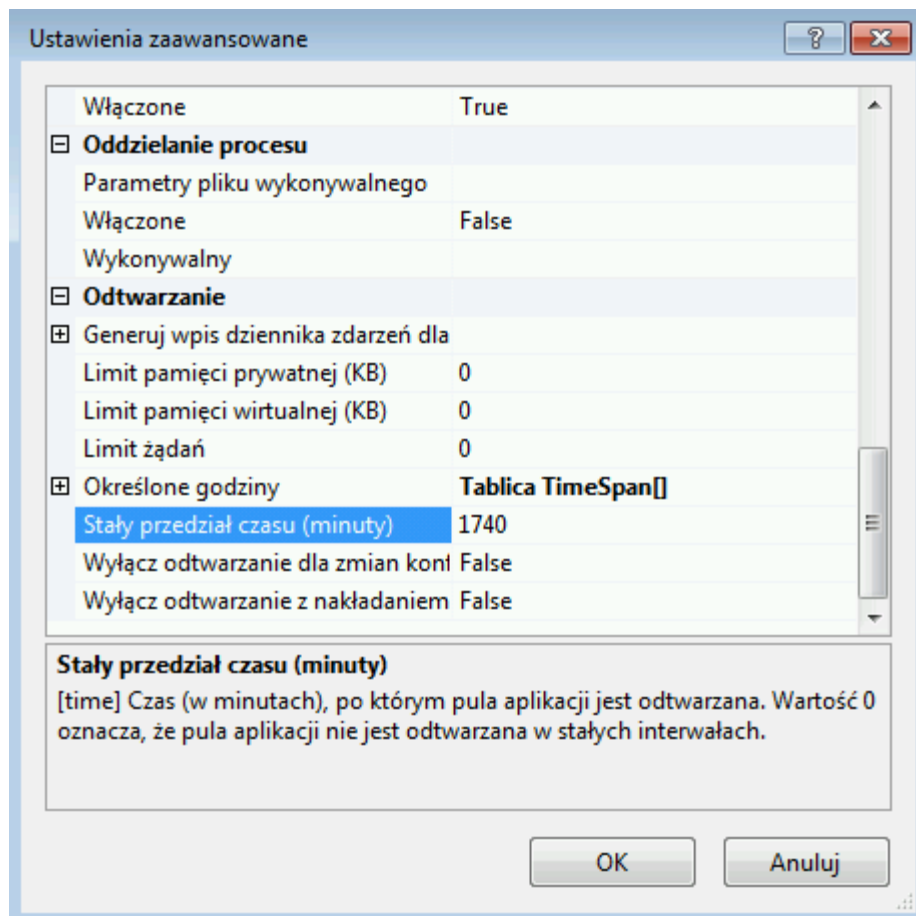 Ustawienia zaawansowane
Włączone True
Oddzielanie procesu
Parametry pliku wykonywalnego
Włączone False
Wykonywalny
Odtwarzanie
Generuj wpis dziennika zdarzeń dla
Limit pamięci prywatnej (KB) 0
Limit pamięci wirtualnej (KB) 0
Limit żądań 0
Określone godziny Tablica TimeSpan[]
Stały przedział czasu (minuty) 1740
Wyłącz odtwarzanie dla zmian konf False
Wyłącz odtwarzanie z nakładaniem False
Stały przedział czasu (minuty)
[time] Czas (w minutach), po którym pula aplikacji jest odtwarzana. Wartość 0
oznacza, że pula aplikacji nie jest odtwarzana w stałych interwałach.
OK Anuluj